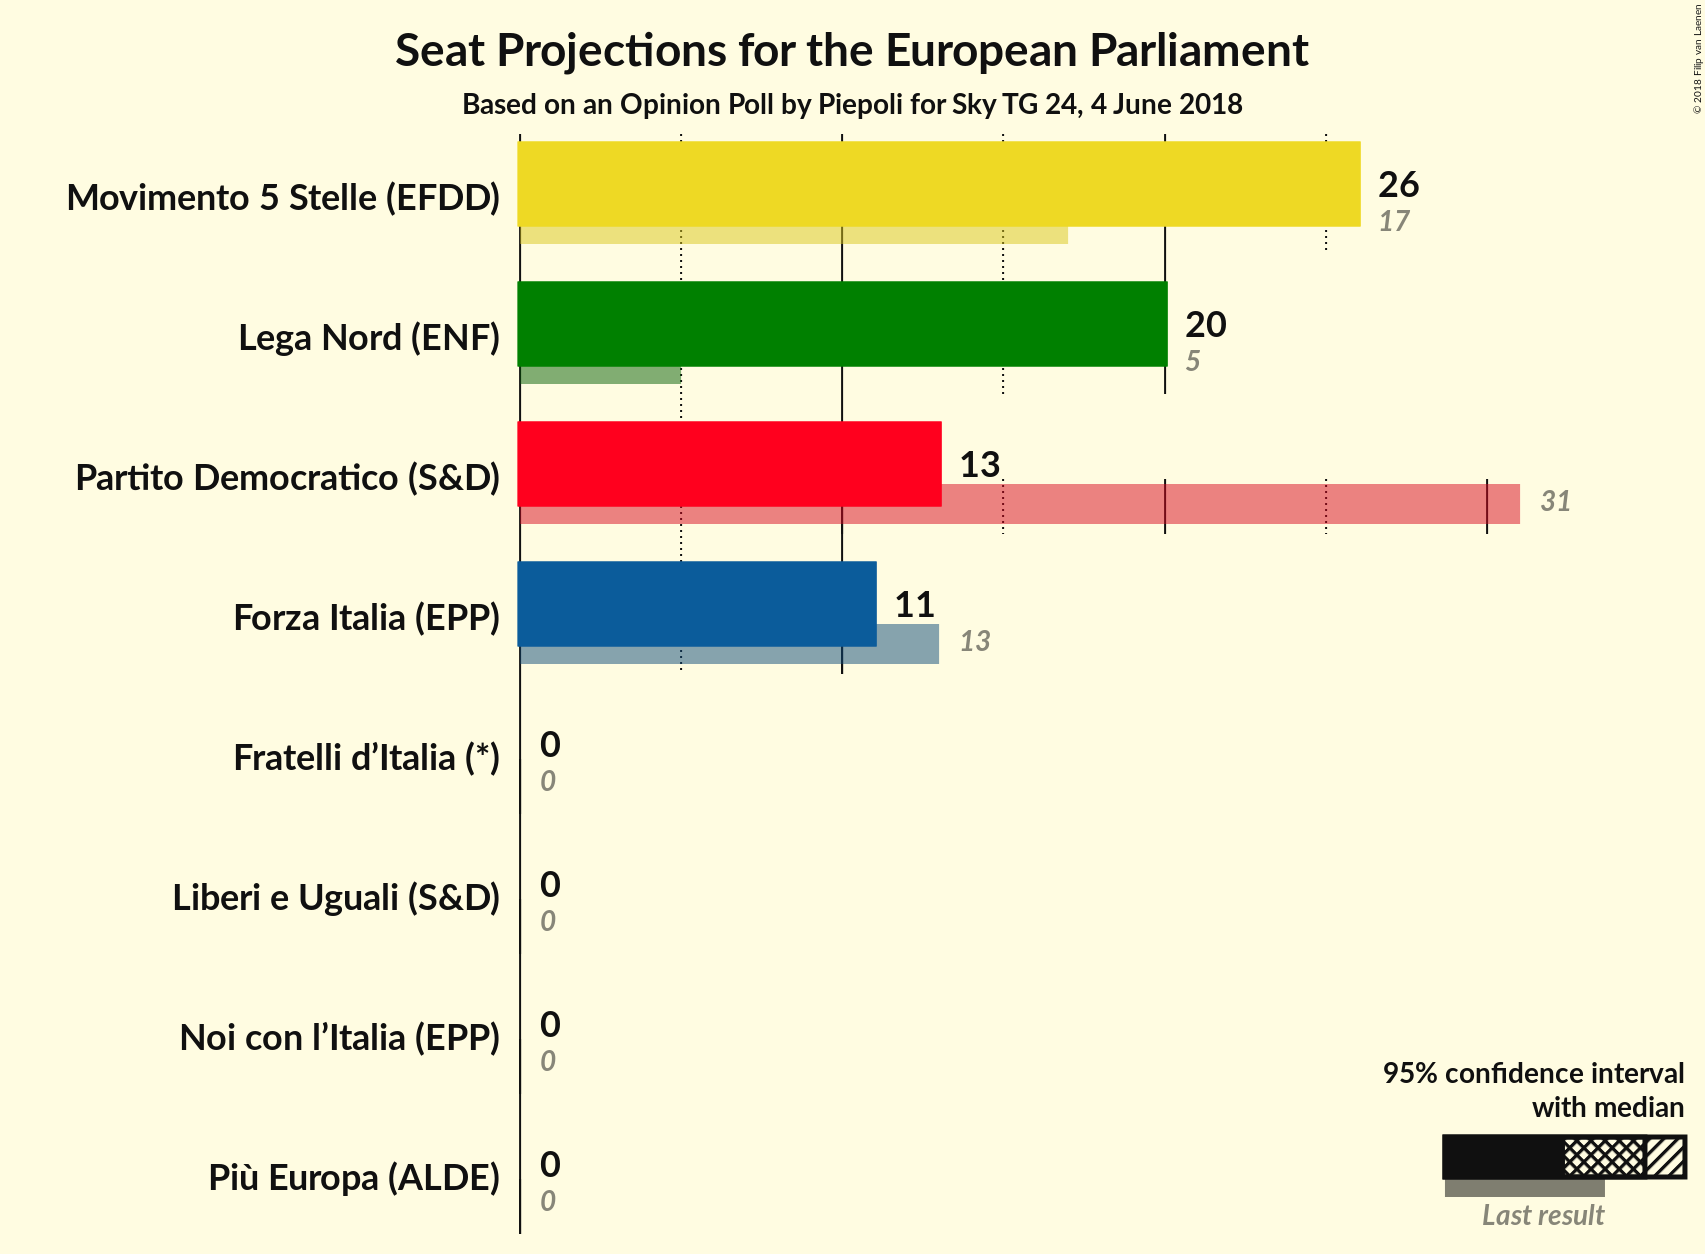 Seat Projections for the European Parliament
Based on an Opinion Poll by Piepoli for Sky TG 24, 4 June 2018
© 2018 Filip van Laenen
Movimento 5 Stelle (EFDD)
26
17
Lega Nord (ENF)
20
5
Partito Democratico (S&D)
13
31
Forza Italia (EPP)
11
13
Fratelli d’Italia (*)
0
0
Liberi e Uguali (S&D)
0
0
Noi con l’Italia (EPP)
0
0
Più Europa (ALDE)
0
0
95% confidence interval
with median
Last result